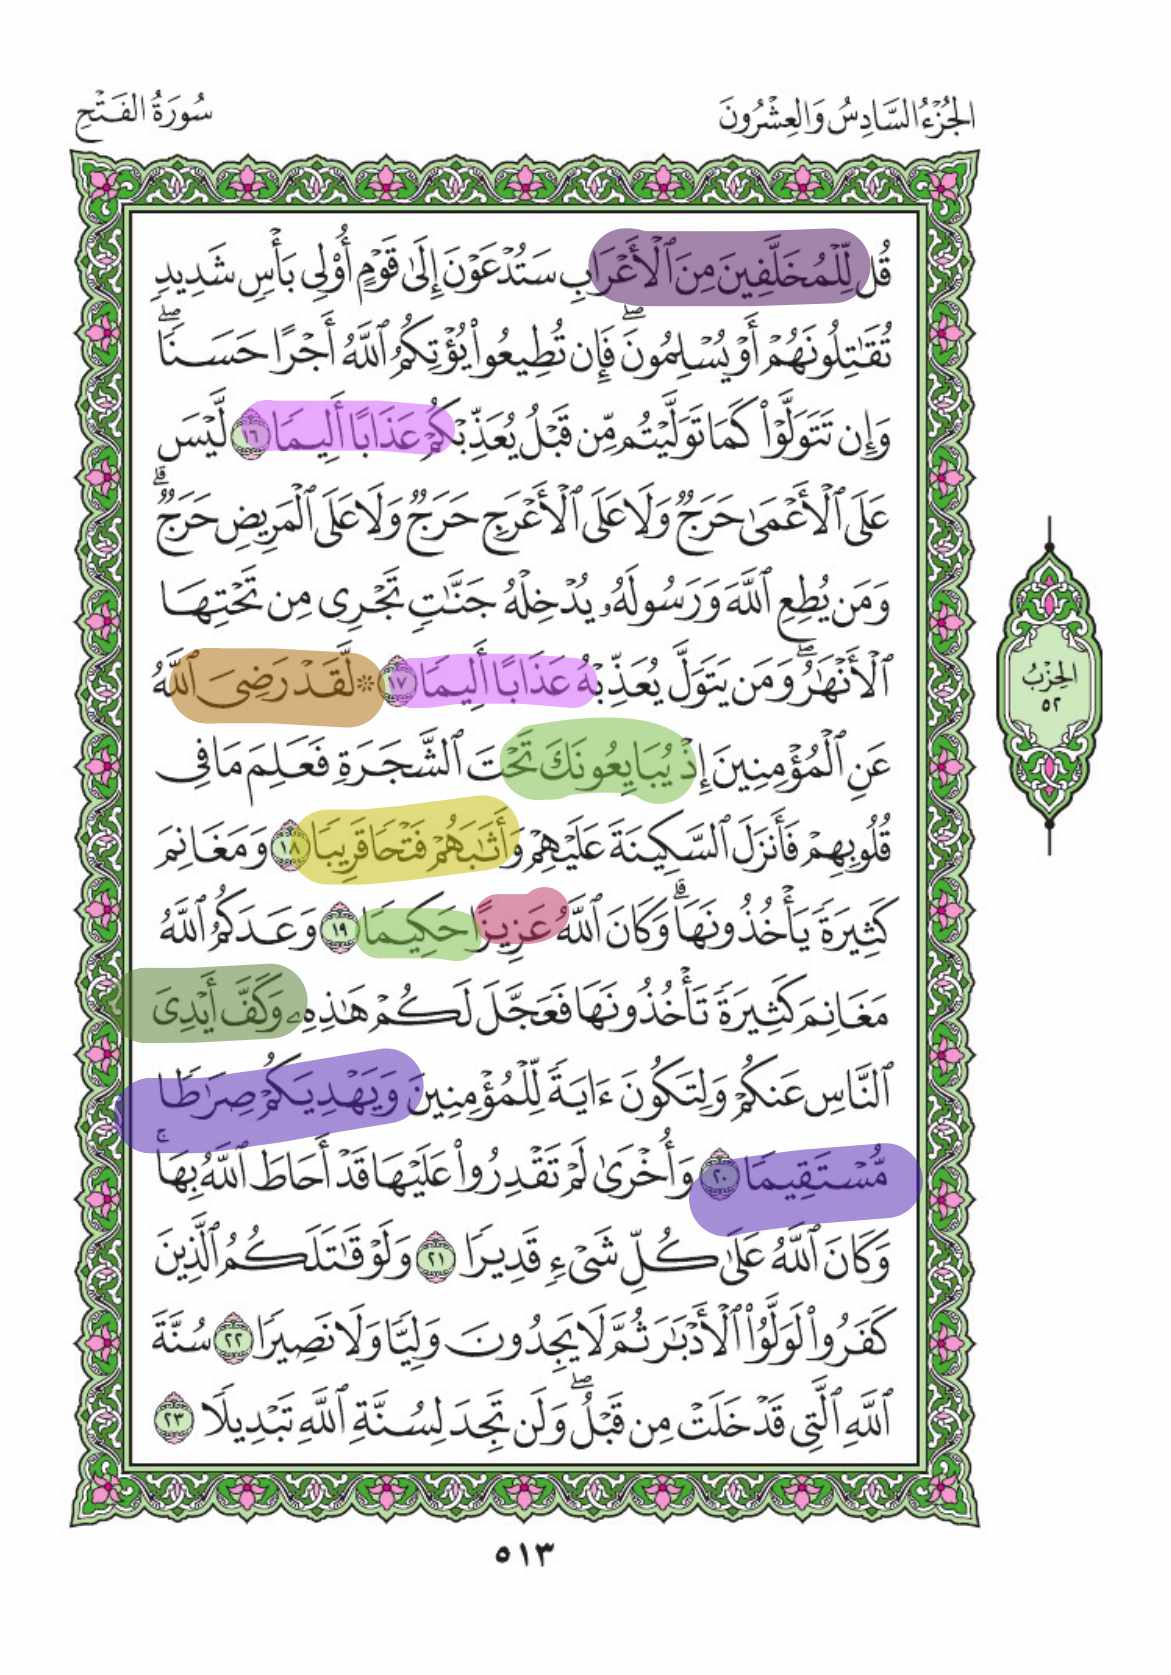 سُورَةُ الفَتْحِ
الجُزْءُ السَّادِسُ وَالعِشْرُونَ
قُل لِّلْمُخَلَّفِينَ مِنَ ٱلْأَعْرَابِ سَتُدْعَوْنَ إِلَىٰ قَوْمٍ أُو۟لِى بَأْسٍ شَدِيدٍ
تُقَـٰتِلُونَهُمْ أَوْ يُسْلِمُونَ ۖ فَإِن تُطِيعُوا۟ يُؤْتِكُمُ ٱللَّهُ أَجْرًا حَسَنًا ۖ
وَإِن تَتَوَلَّوْا۟ كَمَا تَوَلَّيْتُم مِّن قَبْلُ يُعَذِّبْكُمْ عَذَابًا أَلِيمًا ١٦ لَّيْسَ
عَلَى ٱلْأَعْمَىٰ حَرَجٌ وَلَا عَلَى ٱلْأَعْرَجِ حَرَجٌ وَلَا عَلَى ٱلْمَرِيضِ حَرَجٌ ۗ
وَمَن يُطِعِ ٱللَّهَ وَرَسُولَهُۥ يُدْخِلْهُ جَنَّـٰتٍ تَجْرِى مِن تَحْتِهَا
ٱلْأَنْهَـٰرُ ۖ وَمَن يَتَوَلَّ يُعَذِّبْهُ عَذَابًا أَلِيمًا ١٧ ۞ لَّقَدْ رَضِىَ ٱللَّهُ
عَنِ ٱلْمُؤْمِنِينَ إِذْ يُبَايِعُونَكَ تَحْتَ ٱلشَّجَرَةِ فَعَلِمَ مَا فِى
قُلُوبِهِمْ فَأَنزَلَ ٱلسَّكِينَةَ عَلَيْهِمْ وَأَثَـٰبَهُمْ فَتْحًا قَرِيبًا ١٨ وَمَغَانِمَ
كَثِيرَةً يَأْخُذُونَهَا ۗ وَكَانَ ٱللَّهُ عَزِيزًا حَكِيمًا ١٩ وَعَدَكُمُ ٱللَّهُ
مَغَانِمَ كَثِيرَةً تَأْخُذُونَهَا فَعَجَّلَ لَكُمْ هَـٰذِهِۦ وَكَفَّ أَيْدِىَ
ٱلنَّاسِ عَنكُمْ وَلِتَكُونَ ءَايَةً لِّلْمُؤْمِنِينَ وَيَهْدِيَكُمْ صِرَٰطًا
مُّسْتَقِيمًا ٢٠ وَأُخْرَىٰ لَمْ تَقْدِرُوا۟ عَلَيْهَا قَدْ أَحَاطَ ٱللَّهُ بِهَا ۚ
وَكَانَ ٱللَّهُ عَلَىٰ كُلِّ شَىْءٍ قَدِيرًا ٢١ وَلَوْ قَـٰتَلَكُمُ ٱلَّذِينَ
كَفَرُوا۟ لَوَلَّوُا۟ ٱلْأَدْبَـٰرَ ثُمَّ لَا يَجِدُونَ وَلِيًّا وَلَا نَصِيرًا ٢٢ سُنَّةَ
ٱللَّهِ ٱلَّتِى قَدْ خَلَتْ مِن قَبْلُ ۖ وَلَن تَجِدَ لِسُنَّةِ ٱللَّهِ تَبْدِيلًا ٢٣
الحِزْبُ
٥٢
٥١٣